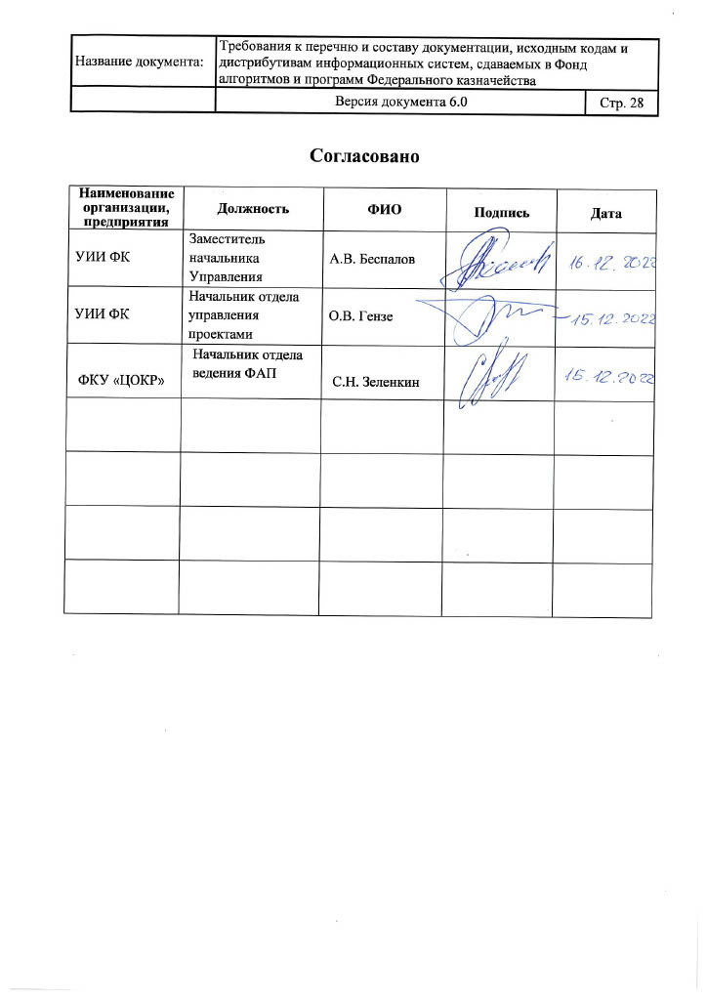 Название документа:
Требования к перечню и составу документации, исходным кодам и
дистрибутивам информационных систем, сдаваемых в Фонд
алгоритмов и программ Федерального казначейства
Версия документа 6.0
Стр. 28
Согласовано
Наименование
организации,
предприятия
Должность
ФИО
Подпись
Дата
УИИ ФК
Заместитель
начальника
Управления
А.В. Беспалов
16.12.2022
УИИ ФК
Начальник отдела
управления
проектами
О.В. Гензе
15.12.2022
ФКУ «ЦОКР»
Начальник отдела
ведения ФАП
С.Н. Зеленкин
15.12.2022